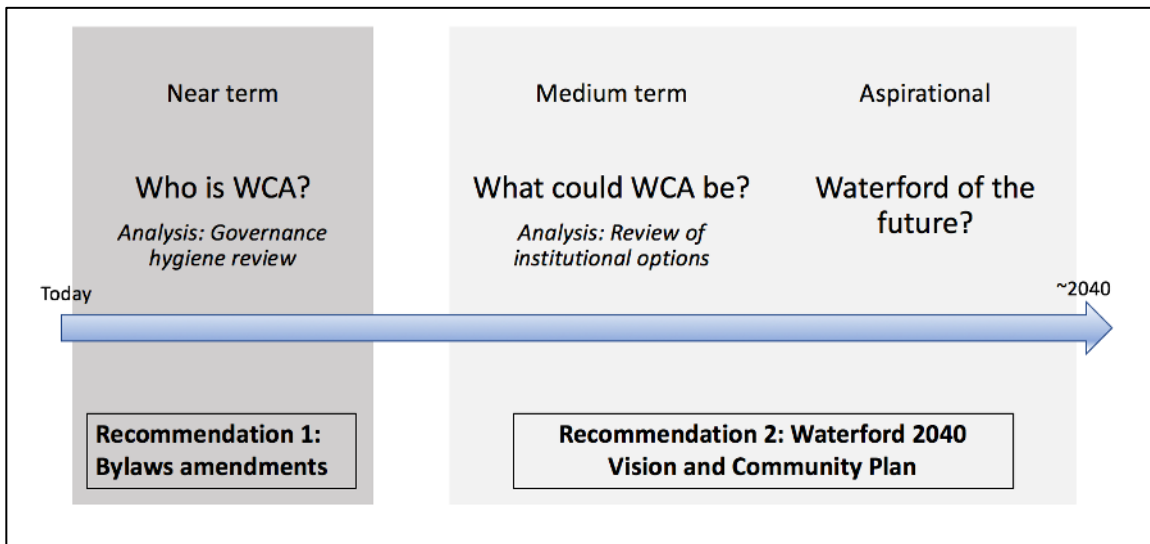 Near term
Who is WCA?
Analysis: Governance
hygiene review
Medium term
What could WCA be?
Analysis: Review of
institutional options
Aspirational
Waterford of the
future?
Today
~2040
Recommendation 1:
Bylaws amendments
Recommendation 2: Waterford 2040
Vision and Community Plan